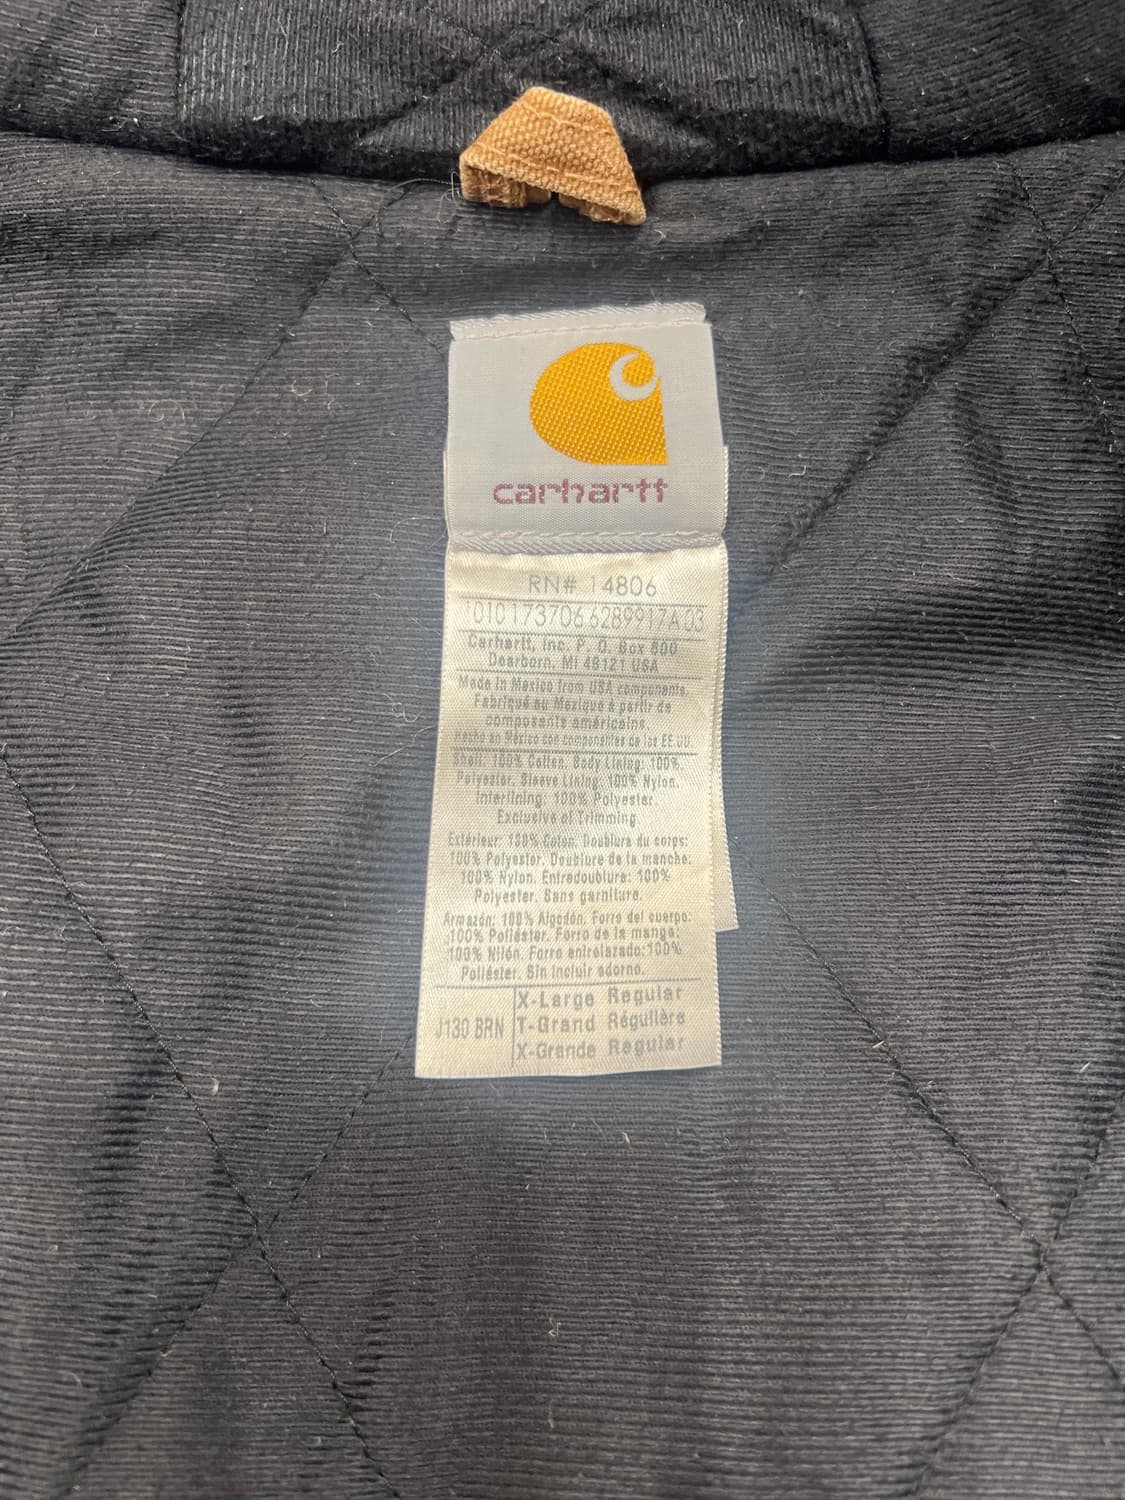 carhartt
RN# 14806
Carhartt, Inc. P. O. Box 600
Dearborn, MI 48121 USA
Made in Mexico from USA components.
Fabriqué au Mexique à partir de
composants américains.
Hecho en México con componentes de los EE.UU.
Shell: 100% Cotton. Body Lining: 100%
Polyester. Sleeve Lining: 100% Nylon.
Interlining: 100% Polyester.
Exclusive of Trimming
Extérieur: 100% Coton. Doublure du corps:
100% Polyester. Doublure de la manche:
100% Nylon. Entredoublure: 100%
Polyester. Sans garniture.
Armazón: 100% Algodón. Forro del cuerpo:
100% Poliéster. Forro de la manga:
100% Nilón. Forro entrelazado: 100%
Poliéster. Sin incluir adorno.
J130 BRN
X-Large Regular
T-Grand Régulière
X-Grande Regular